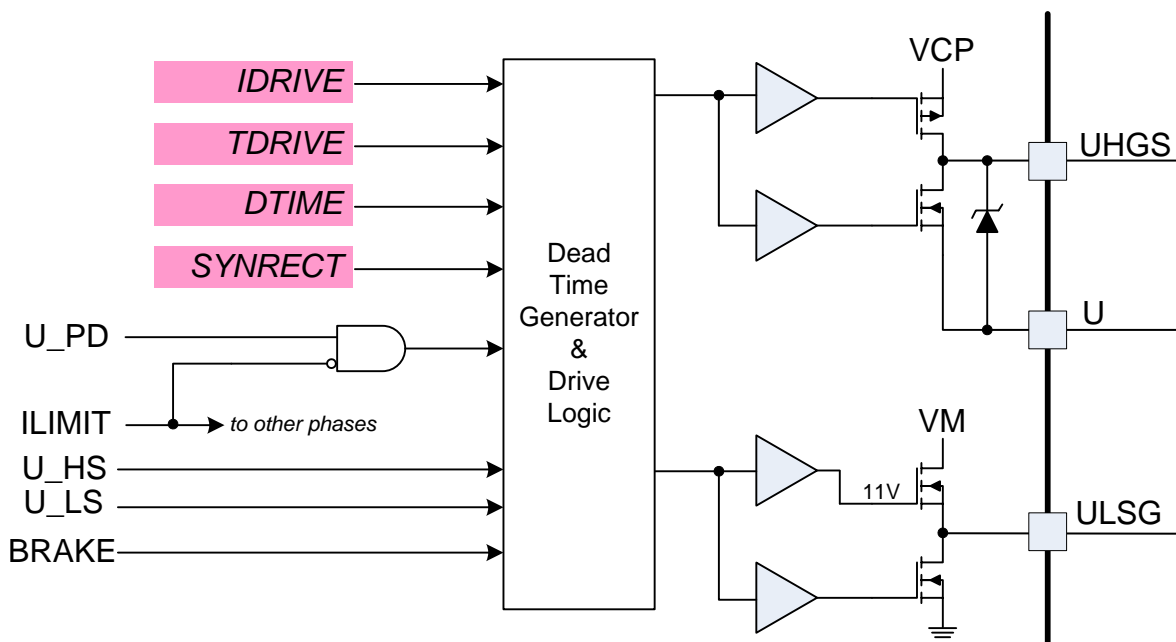 IDRIVE
TDRIVE
DTIME
SYNRECT
U_PD
ILIMIT
to other phases
U_HS
U_LS
BRAKE
Dead
Time
Generator
&
Drive
Logic
VCP
UHGS
U
VM
11V
ULSG